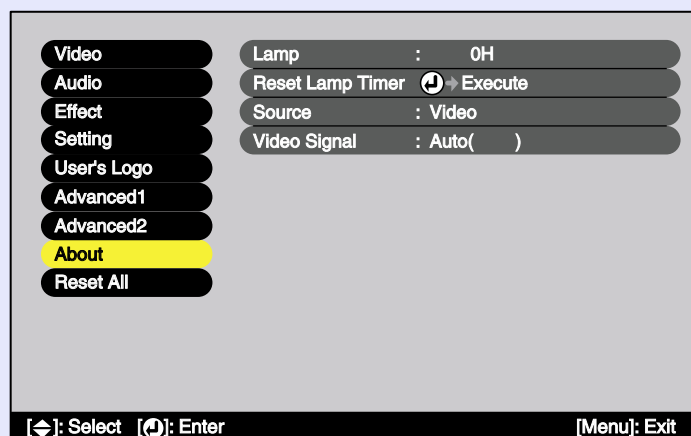 Video
Audio
Effect
Setting
User's Logo
Advanced1
Advanced2
About
Reset All
Lamp : 0H
Reset Lamp Timer Execute
Source : Video
Video Signal : Auto( )
[ ]: Select [ ]: Enter [Menu]: Exit